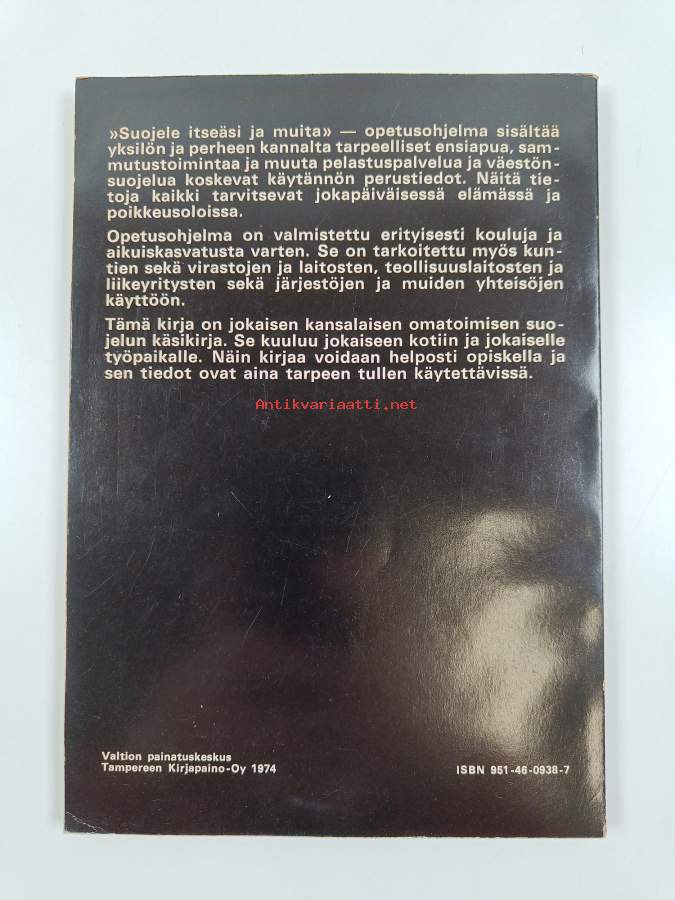 »Suojele itseäsi ja muita» — opetusohjelma sisältää
yksilön ja perheen kannalta tarpeelliset ensiapua, sam-
mutustoimintaa ja muuta pelastuspalvelua ja väestön-
suojelua koskevat käytännön perustiedot. Näitä tie-
toja kaikki tarvitsevat jokapäiväisessä elämässä ja
poikkeusoloissa.
Opetusohjelma on valmistettu erityisesti kouluja ja
aikuiskasvatusta varten. Se on tarkoitettu myös kun-
tien sekä virastojen ja laitosten, teollisuuslaitosten ja
liikeyritysten sekä järjestöjen ja muiden yhteisöjen
käyttöön.
Tämä kirja on jokaisen kansalaisen omatoimisen suo-
jelun käsikirja. Se kuuluu jokaiseen kotiin ja jokaiselle
työpaikalle. Näin kirjaa voidaan helposti opiskella ja
sen tiedot ovat aina tarpeen tullen käytettävissä.
Antikvariaatti.net
Valtion painatuskeskus
Tampereen Kirjapaino-Oy 1974
ISBN 951-46-0938-7